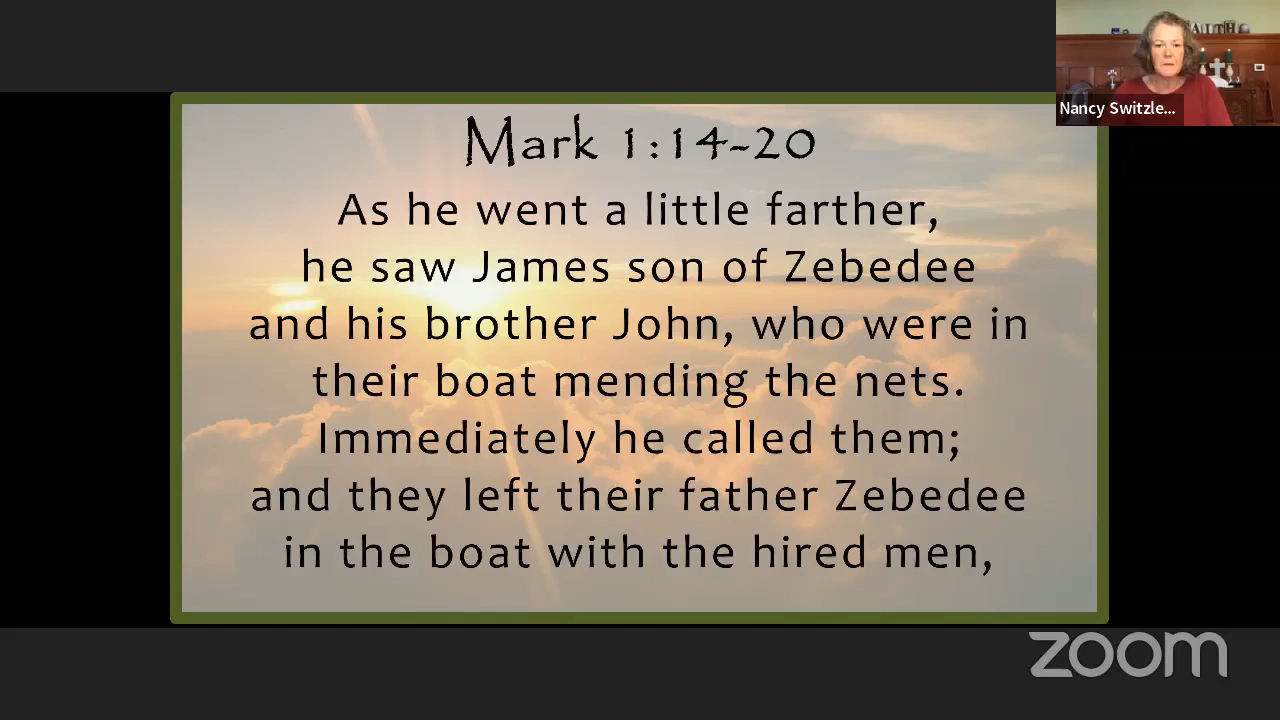 Mark 1:14-20
As he went a little farther,
he saw James son of Zebedee
and his brother John, who were in
their boat mending the nets.
Immediately he called them;
and they left their father Zebedee
in the boat with the hired men,
Nancy Switzle...
zoom